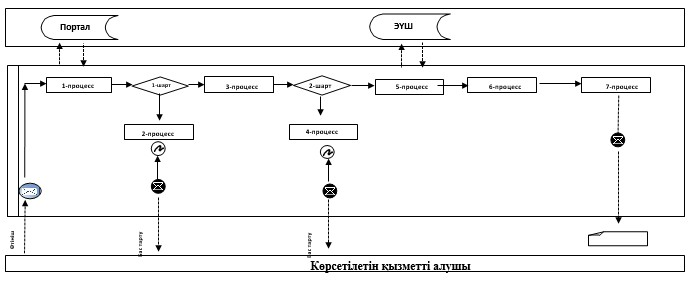 Портал
ЭҮШ
1-процесс
1-шарт
3-процесс
2-шарт
5-процесс
6-процесс
7-процесс
2-процесс
4-процесс
Өтініш
Бас тарту
Бас тарту
Көрсетілетін қызметті алушы